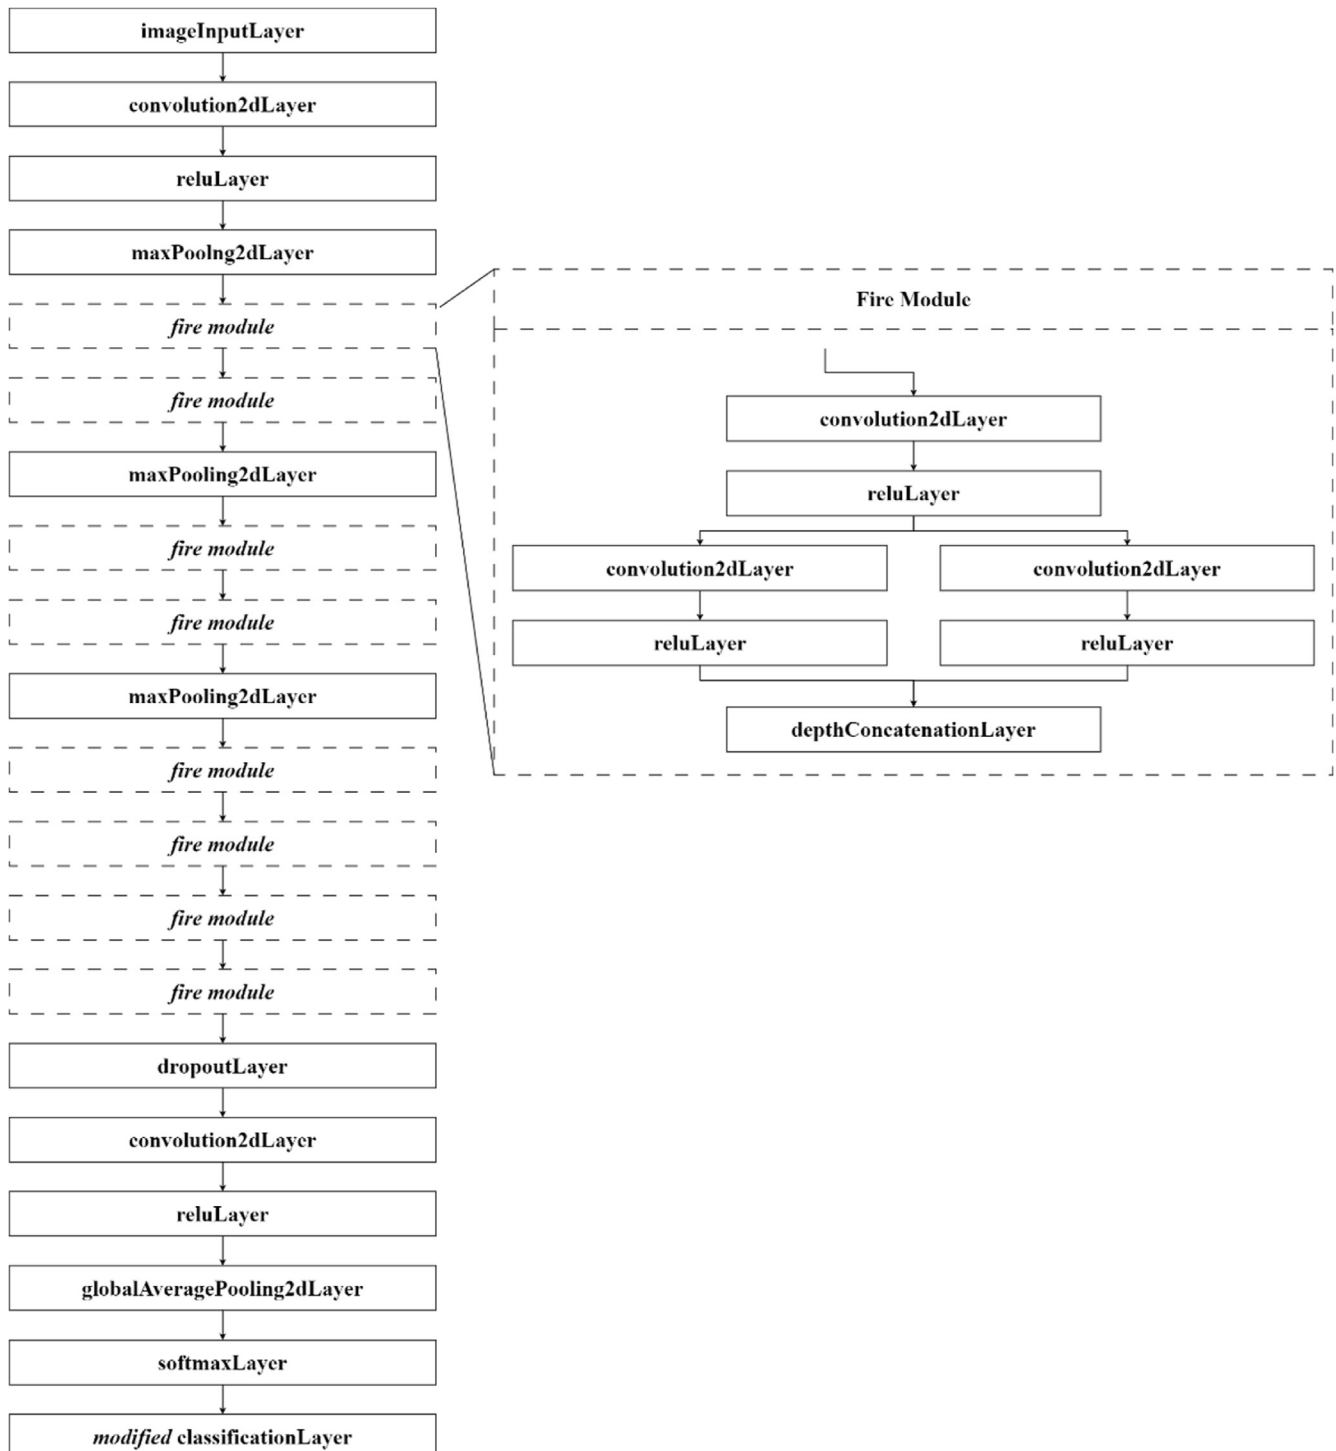 imageInputLayer
convolution2dLayer
reluLayer
maxPoolng2dLayer
fire module
fire module
maxPooling2dLayer
fire module
fire module
maxPooling2dLayer
fire module
fire module
fire module
fire module
dropoutLayer
convolution2dLayer
reluLayer
globalAveragePooling2dLayer
softmaxLayer
modified classificationLayer
Fire Module
convolution2dLayer
reluLayer
convolution2dLayer
convolution2dLayer
reluLayer
reluLayer
depthConcatenationLayer